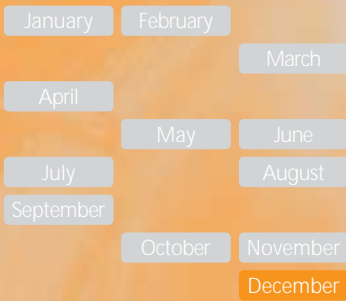 January February
March
April
May June
July August
September
October November
December